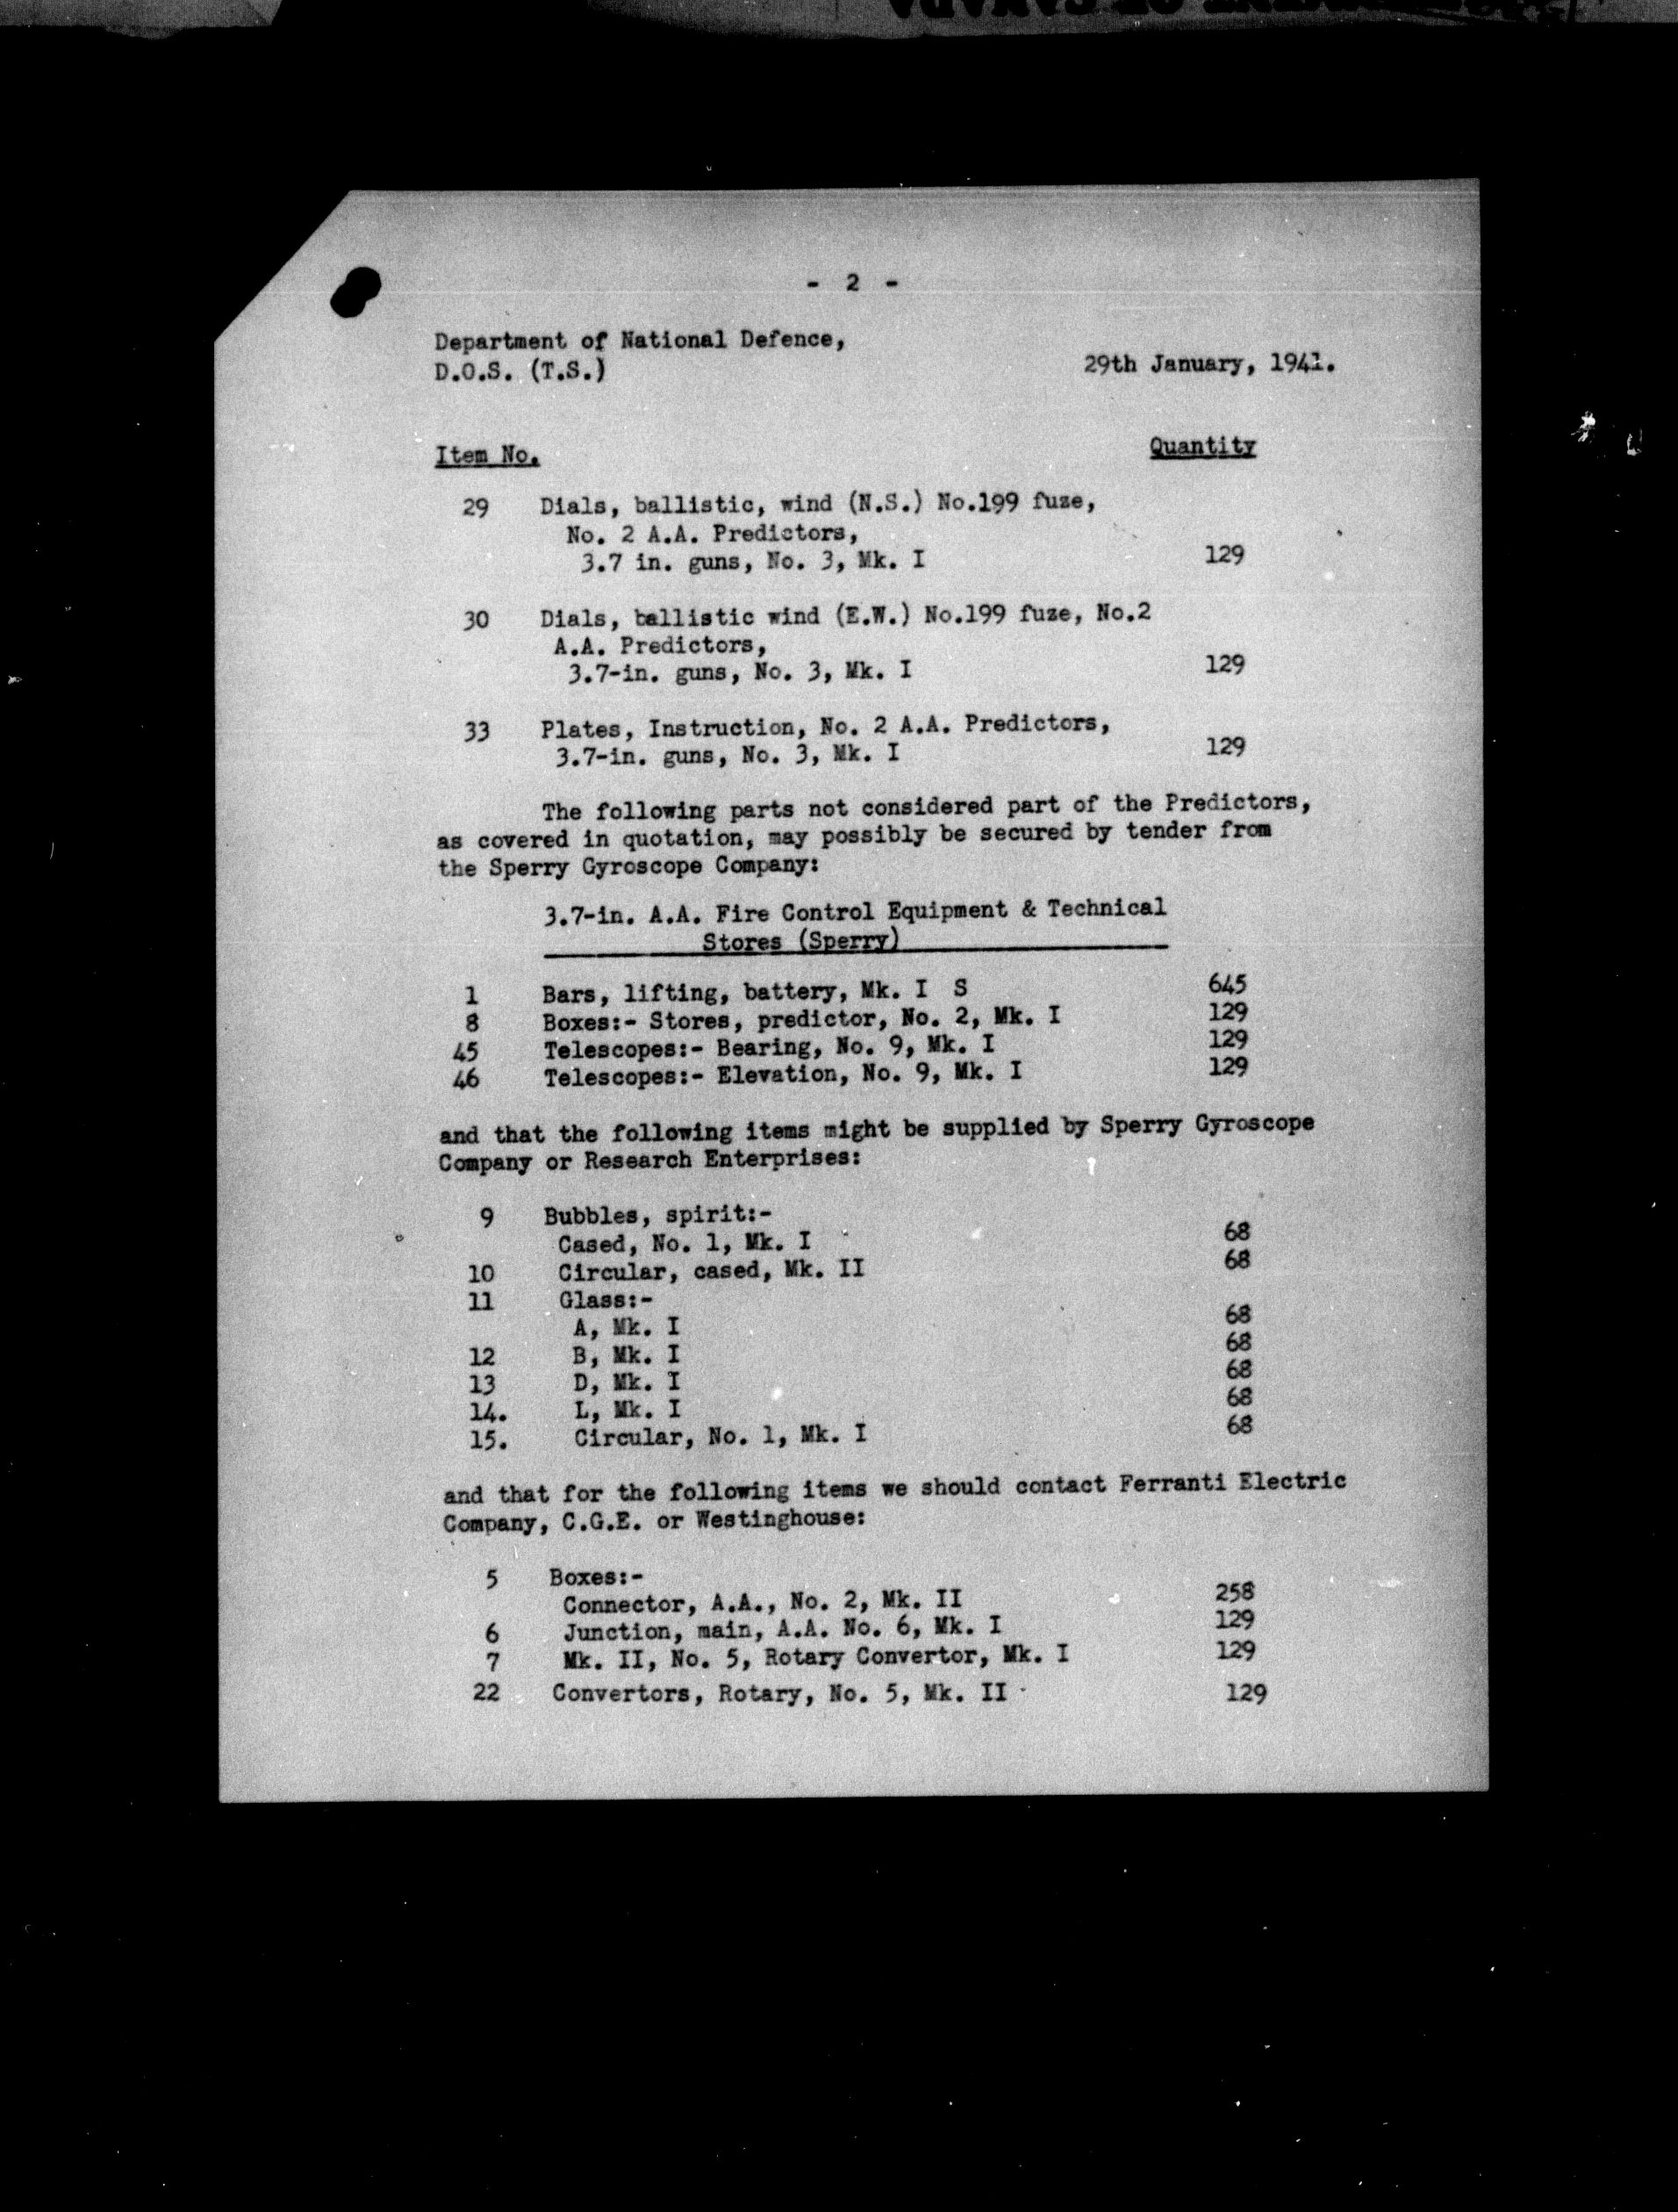 - 2 -
Department of National Defence,
D.O.S. (T.S.)
29th January, 1941.
Item No.
Quantity
29 Dials, ballistic, wind (N.S.) No.199 fuze,
No. 2 A.A. Predictors,
3.7 in. guns, No. 3, Mk. I 129
30 Dials, ballistic wind (E.W.) No.199 fuze, No.2
A.A. Predictors,
3.7-in. guns, No. 3, Mk. I 129
33 Plates, Instruction, No. 2 A.A. Predictors,
3.7-in. guns, No. 3, Mk. I 129
The following parts not considered part of the Predictors,
as covered in quotation, may possibly be secured by tender from
the Sperry Gyroscope Company:
3.7-in. A.A. Fire Control Equipment & Technical
Stores (Sperry)
1 Bars, lifting, battery, Mk. I S 645
8 Boxes:- Stores, predictor, No. 2, Mk. I 129
45 Telescopes:- Bearing, No. 9, Mk. I 129
46 Telescopes:- Elevation, No. 9, Mk. I 129
and that the following items might be supplied by Sperry Gyroscope
Company or Research Enterprises:
9 Bubbles, spirit:-
Cased, No. 1, Mk. I 68
10 Circular, cased, Mk. II 68
11 Glass:-
A, Mk. I 68
12 B, Mk. I 68
13 D, Mk. I 68
14. L, Mk. I 68
15. Circular, No. 1, Mk. I 68
and that for the following items we should contact Ferranti Electric
Company, C.G.E. or Westinghouse:
5 Boxes:-
Connector, A.A., No. 2, Mk. II 258
6 Junction, main, A.A. No. 6, Mk. I 129
7 Mk. II, No. 5, Rotary Convertor, Mk. I 129
22 Convertors, Rotary, No. 5, Mk. II 129